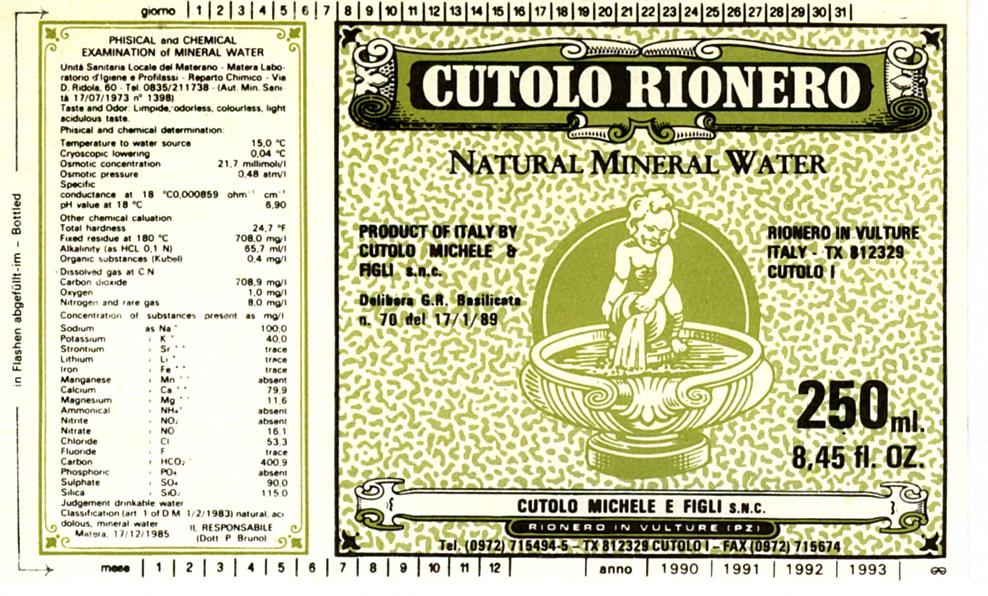 giorno | 1 | 2 | 3 | 4 | 5 | 6 | 7 | 8 | 9 | 10 | 11 | 12 | 13 | 14 | 15 | 16 | 17 | 18 | 19 | 20 | 21 | 22 | 23 | 24 | 25 | 26 | 27 | 28 | 29 | 30 | 31 |
in Flashen abgefüllt-im – Bottled
PHISICAL and CHEMICAL
EXAMINATION of MINERAL WATER
Unità Sanitaria Locale del Materano - Matera Labo-
ratorio d'Igiene e Profilassi - Reparto Chimico - Via
D. Ridola, 60 - Tel. 0835/211738 - (Aut. Min. Sani-
tà 17/07/1973 n° 1398)
Taste and Odor: Limpide, odorless, colourless, light
acidulous taste.
Phisical and chemical determination:
Temperature to water source 15,0 °C
Cryoscopic lowering 0,04 °C
Osmotic concentration 21,7 millimoli/l
Osmotic pressure 0,48 atm/l
Specific
conductance at 18 °C0,000859 ohm⁻¹ cm⁻¹
pH value at 18 °C 6,90
Other chemical caluation:
Total hardness 24,7 °F
Fixed residue at 180 °C 708,0 mg/l
Alkalinity (as HCL 0,1 N) 65,7 ml/l
Organic substances (Kubel) 0,4 mg/l
Dissolved gas at C.N
Carbon dioxide 708,9 mg/l
Oxygen 1,0 mg/l
Nitrogen and rare gas 8,0 mg/l
Concentration of substances present as mg/l
Sodium as Na⁺ 100,0
Potassium " K⁺ 40,0
Strontium " Sr⁺⁺ trace
Lithium " Li⁺ trace
Iron " Fe⁺⁺ trace
Manganese " Mn⁺⁺ absent
Calcium " Ca⁺⁺ 79,9
Magnesium " Mg⁺⁺ 11,6
Ammonical " NH₄⁺ absent
Nitrite " NO₂ absent
Nitrate " NO 16,1
Chloride " Cl 53,3
Fluoride " F trace
Carbon " HCO₃⁻ 400,9
Phosphoric " PO₄ absent
Sulphate " SO₄ 90,0
Silica " SiO₂ 115,0
Judgement drinkable water
Classification (art. 1 of D M 1/2/1983) natural, aci
dolous, mineral water
IL RESPONSABILE
Matera, 17/12/1985 (Dott P Bruno)
CUTOLO RIONERO
NATURAL MINERAL WATER
PRODUCT OF ITALY BY
CUTOLO MICHELE &
FIGLI s.n.c.
Delibera G.R. Basilicata
n. 70 del 17/1/89
RIONERO IN VULTURE
ITALY - TX 812329
CUTOLO I
250 ml.
8,45 fl. OZ.
CUTOLO MICHELE E FIGLI S.N.C.
RIONERO IN VULTURE (PZ)
Tel. (0972) 715494-5 – TX 812329 CUTOLO I – FAX (0972) 715674
mese | 1 | 2 | 3 | 4 | 5 | 6 | 7 | 8 | 9 | 10 | 11 | 12 | anno | 1990 | 1991 | 1992 | 1993 |